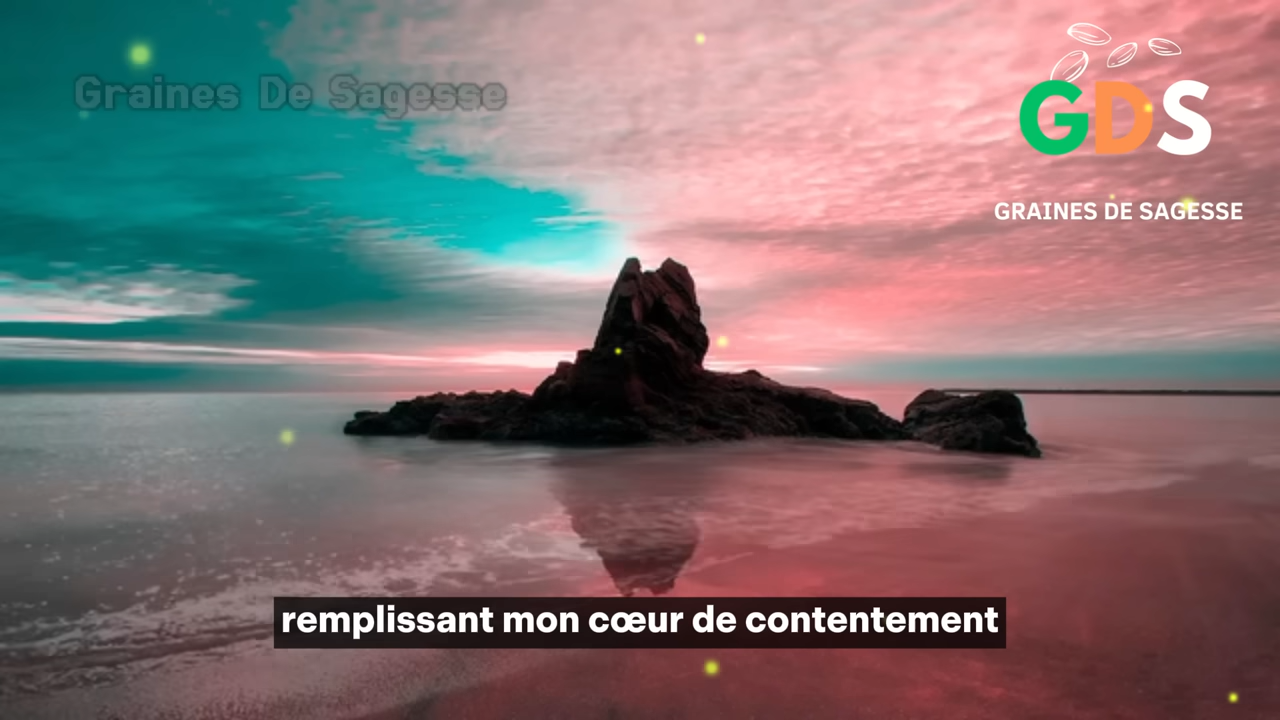 Graines De Sagesse
GDS
GRAINES DE SAGESSE
remplissant mon cœur de contentement